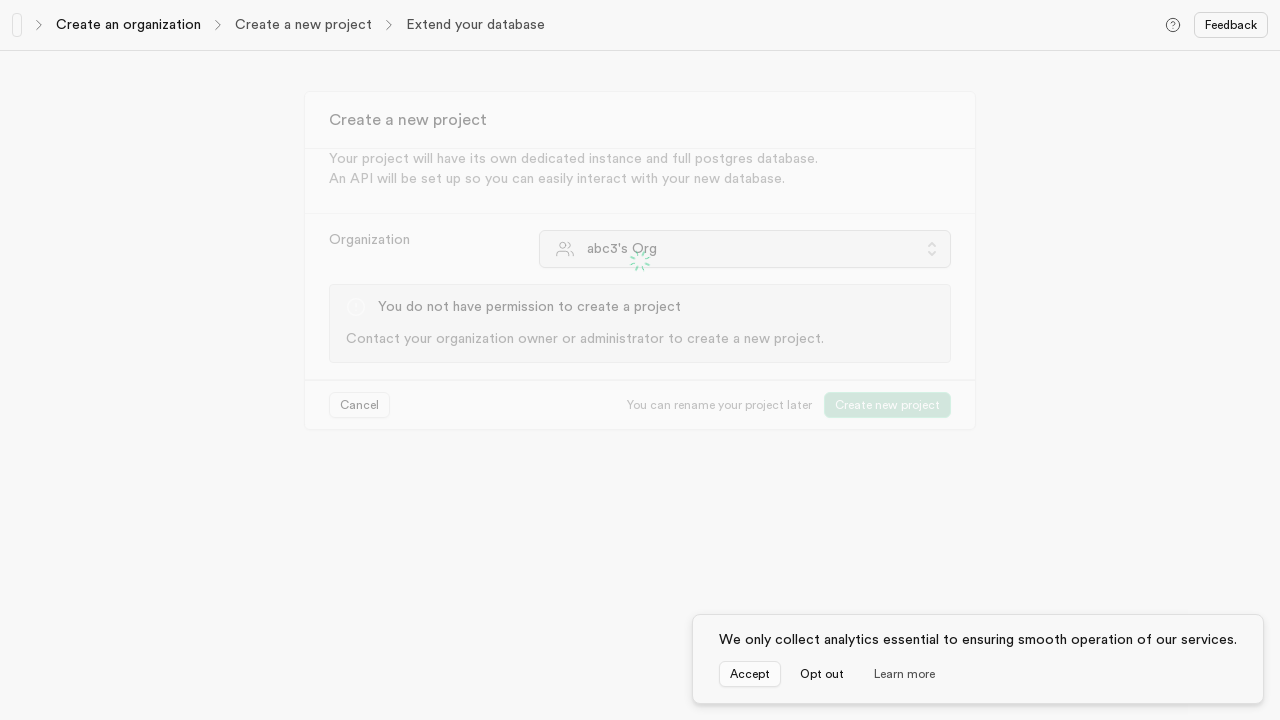 Create an organization
Create a new project
Extend your database
Feedback
Create a new project
Your project will have its own dedicated instance and full postgres database.
An API will be set up so you can easily interact with your new database.
Organization
abc3's Org
You do not have permission to create a project
Contact your organization owner or administrator to create a new project.
Cancel
You can rename your project later
Create new project
We only collect analytics essential to ensuring smooth operation of our services.
Accept
Opt out
Learn more